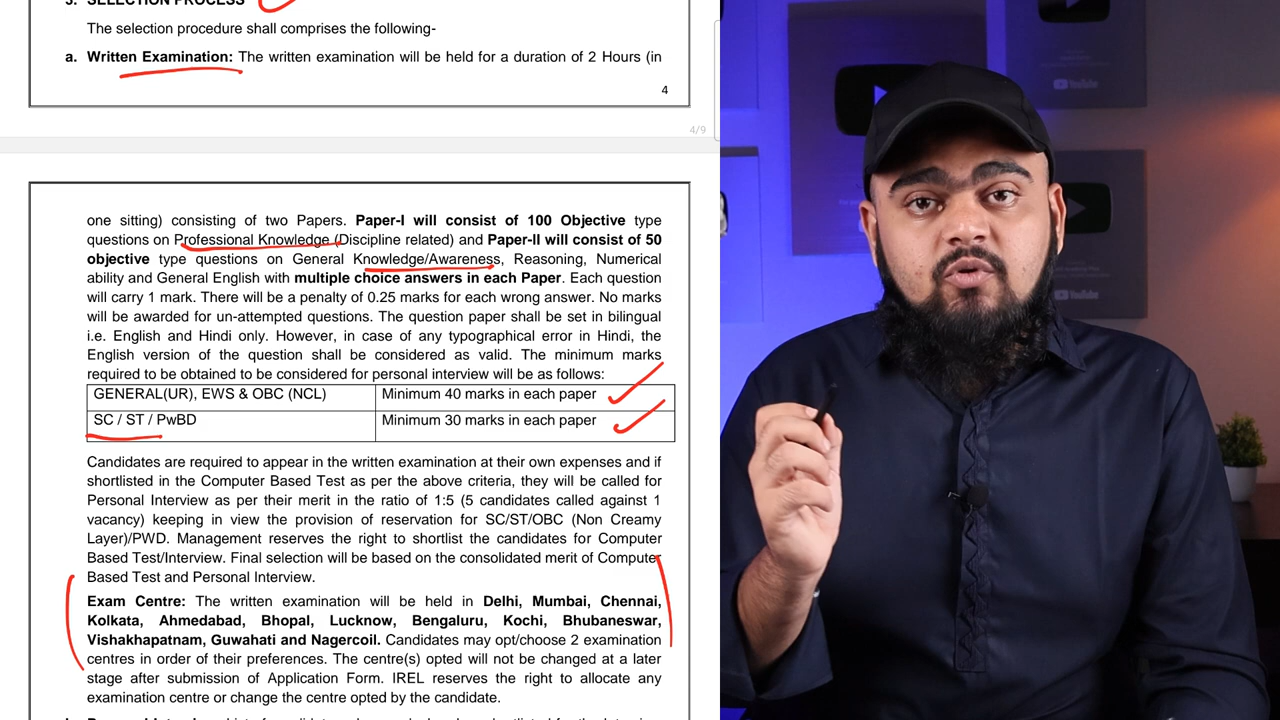 3. SELECTION PROCESS
The selection procedure shall comprises the following-
a. Written Examination: The written examination will be held for a duration of 2 Hours (in
4
4/9
one sitting) consisting of two Papers. Paper-I will consist of 100 Objective type
questions on Professional Knowledge (Discipline related) and Paper-II will consist of 50
objective type questions on General Knowledge/Awareness, Reasoning, Numerical
ability and General English with multiple choice answers in each Paper. Each question
will carry 1 mark. There will be a penalty of 0.25 marks for each wrong answer. No marks
will be awarded for un-attempted questions. The question paper shall be set in bilingual
i.e. English and Hindi only. However, in case of any typographical error in Hindi, the
English version of the question shall be considered as valid. The minimum marks
required to be obtained to be considered for personal interview will be as follows:
GENERAL(UR), EWS & OBC (NCL) Minimum 40 marks in each paper
SC / ST / PwBD Minimum 30 marks in each paper
Candidates are required to appear in the written examination at their own expenses and if
shortlisted in the Computer Based Test as per the above criteria, they will be called for
Personal Interview as per their merit in the ratio of 1:5 (5 candidates called against 1
vacancy) keeping in view the provision of reservation for SC/ST/OBC (Non Creamy
Layer)/PWD. Management reserves the right to shortlist the candidates for Computer
Based Test/Interview. Final selection will be based on the consolidated merit of Computer
Based Test and Personal Interview.
Exam Centre: The written examination will be held in Delhi, Mumbai, Chennai,
Kolkata, Ahmedabad, Bhopal, Lucknow, Bengaluru, Kochi, Bhubaneswar,
Vishakhapatnam, Guwahati and Nagercoil. Candidates may opt/choose 2 examination
centres in order of their preferences. The centre(s) opted will not be changed at a later
stage after submission of Application Form. IREL reserves the right to allocate any
examination centre or change the centre opted by the candidate.
YouTube
YouTube
YouTube